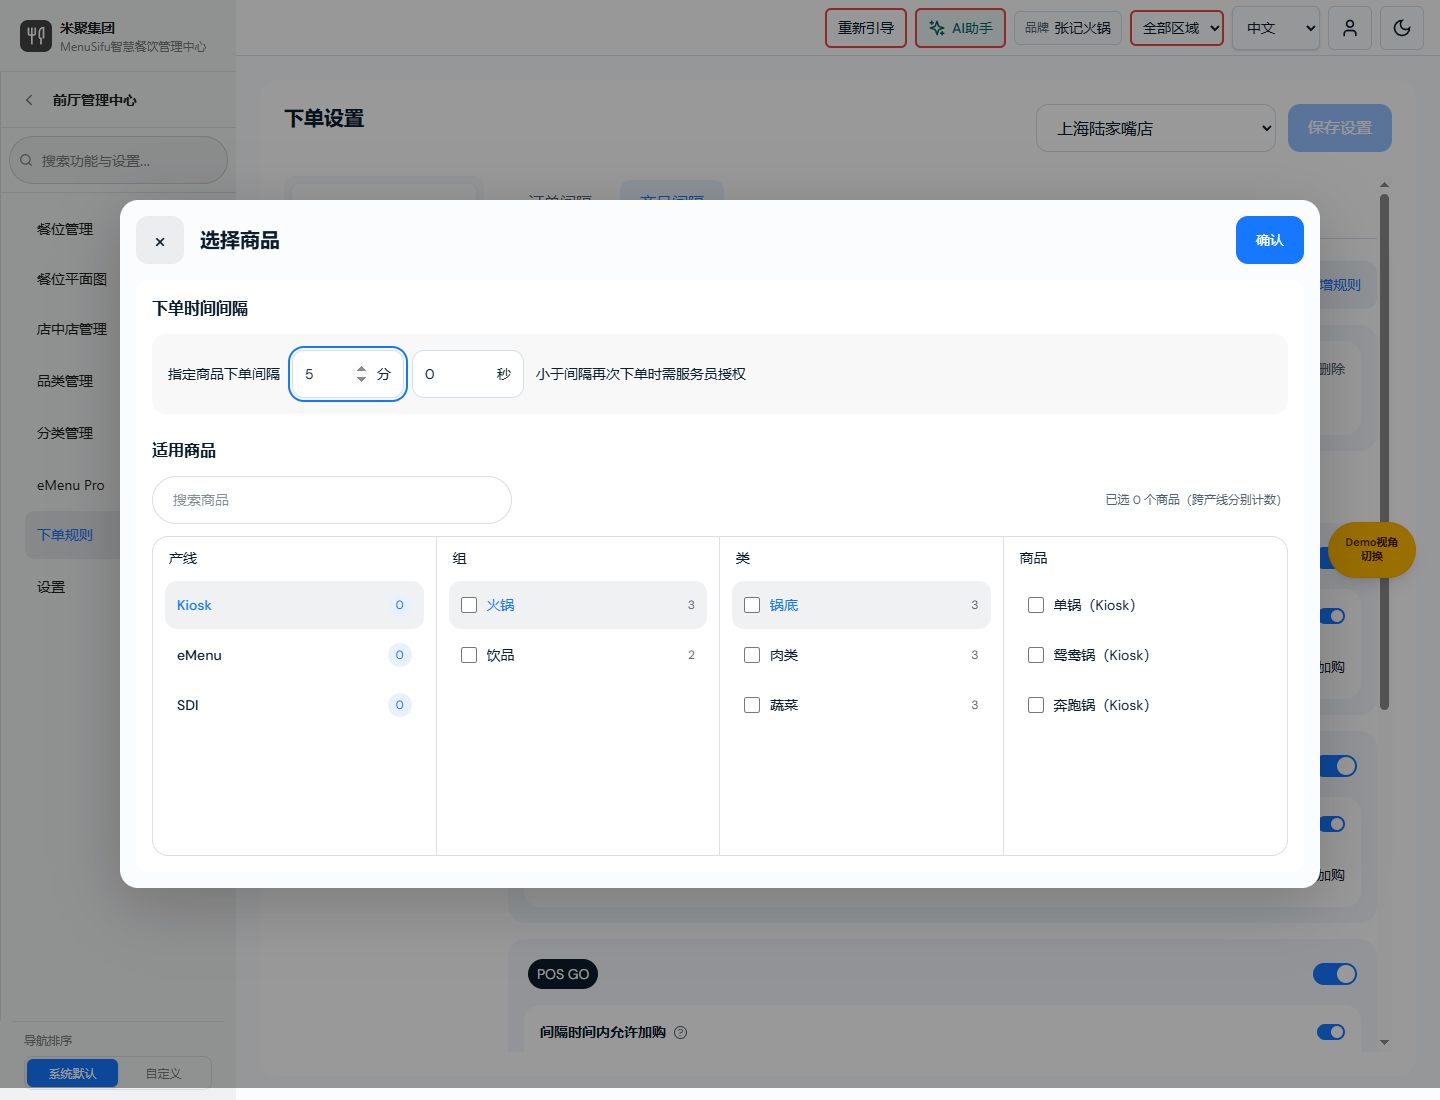 米聚集团
MenuSifu智慧餐饮管理中心
重新引导
AI助手
品牌 张记火锅
全部区域
中文
前厅管理中心
搜索功能与设置...
下单设置
上海陆家嘴店
保存设置
订单间隔
商品间隔
餐位管理
餐位平面图
店中店管理
品类管理
分类管理
eMenu Pro
下单规则
设置
×
选择商品
确认
下单时间间隔
指定商品下单间隔 5 分 0 秒 小于间隔再次下单时需服务员授权
适用商品
搜索商品
已选 0 个商品（跨产线分别计数）
产线
Kiosk 0
eMenu 0
SDI 0
组
火锅 3
饮品 2
类
锅底 3
肉类 3
蔬菜 3
商品
单锅（Kiosk）
鸳鸯锅（Kiosk）
奔跑锅（Kiosk）
增规则
删除
Demo视角
切换
加购
加购
POS GO
间隔时间内允许加购 ?
导航排序
系统默认
自定义